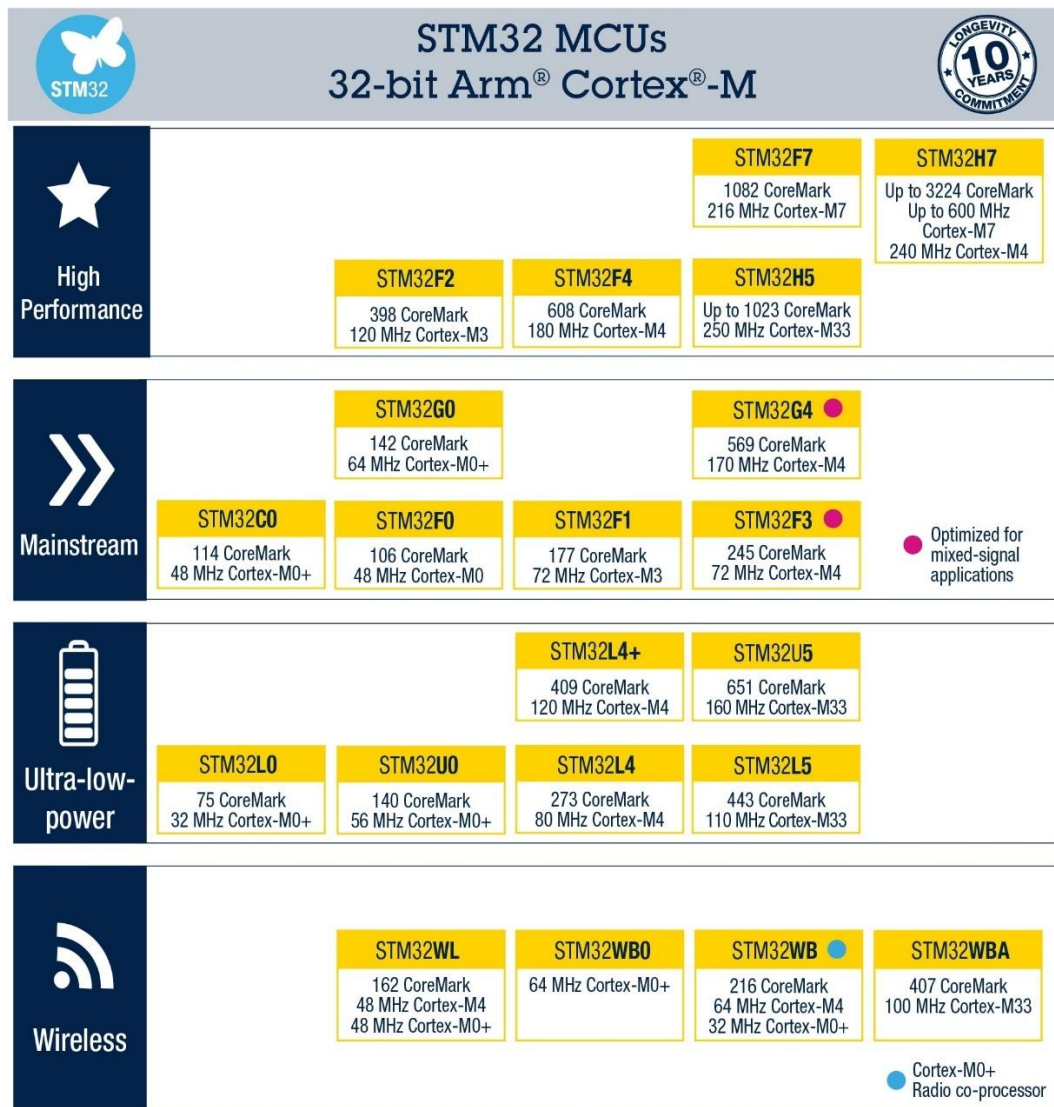 STM32
STM32 MCUs
32-bit Arm® Cortex®-M
LONGEVITY
10
YEARS
COMMITMENT
High
Performance
STM32F7
1082 CoreMark
216 MHz Cortex-M7
STM32H7
Up to 3224 CoreMark
Up to 600 MHz
Cortex-M7
240 MHz Cortex-M4
STM32F2
398 CoreMark
120 MHz Cortex-M3
STM32F4
608 CoreMark
180 MHz Cortex-M4
STM32H5
Up to 1023 CoreMark
250 MHz Cortex-M33
Mainstream
STM32G0
142 CoreMark
64 MHz Cortex-M0+
STM32G4
569 CoreMark
170 MHz Cortex-M4
STM32C0
114 CoreMark
48 MHz Cortex-M0+
STM32F0
106 CoreMark
48 MHz Cortex-M0
STM32F1
177 CoreMark
72 MHz Cortex-M3
STM32F3
245 CoreMark
72 MHz Cortex-M4
Optimized for
mixed-signal
applications
Ultra-low-
power
STM32L4+
409 CoreMark
120 MHz Cortex-M4
STM32U5
651 CoreMark
160 MHz Cortex-M33
STM32L0
75 CoreMark
32 MHz Cortex-M0+
STM32U0
140 CoreMark
56 MHz Cortex-M0+
STM32L4
273 CoreMark
80 MHz Cortex-M4
STM32L5
443 CoreMark
110 MHz Cortex-M33
Wireless
STM32WL
162 CoreMark
48 MHz Cortex-M4
48 MHz Cortex-M0+
STM32WB0
64 MHz Cortex-M0+
STM32WB
216 CoreMark
64 MHz Cortex-M4
32 MHz Cortex-M0+
STM32WBA
407 CoreMark
100 MHz Cortex-M33
Cortex-M0+
Radio co-processor